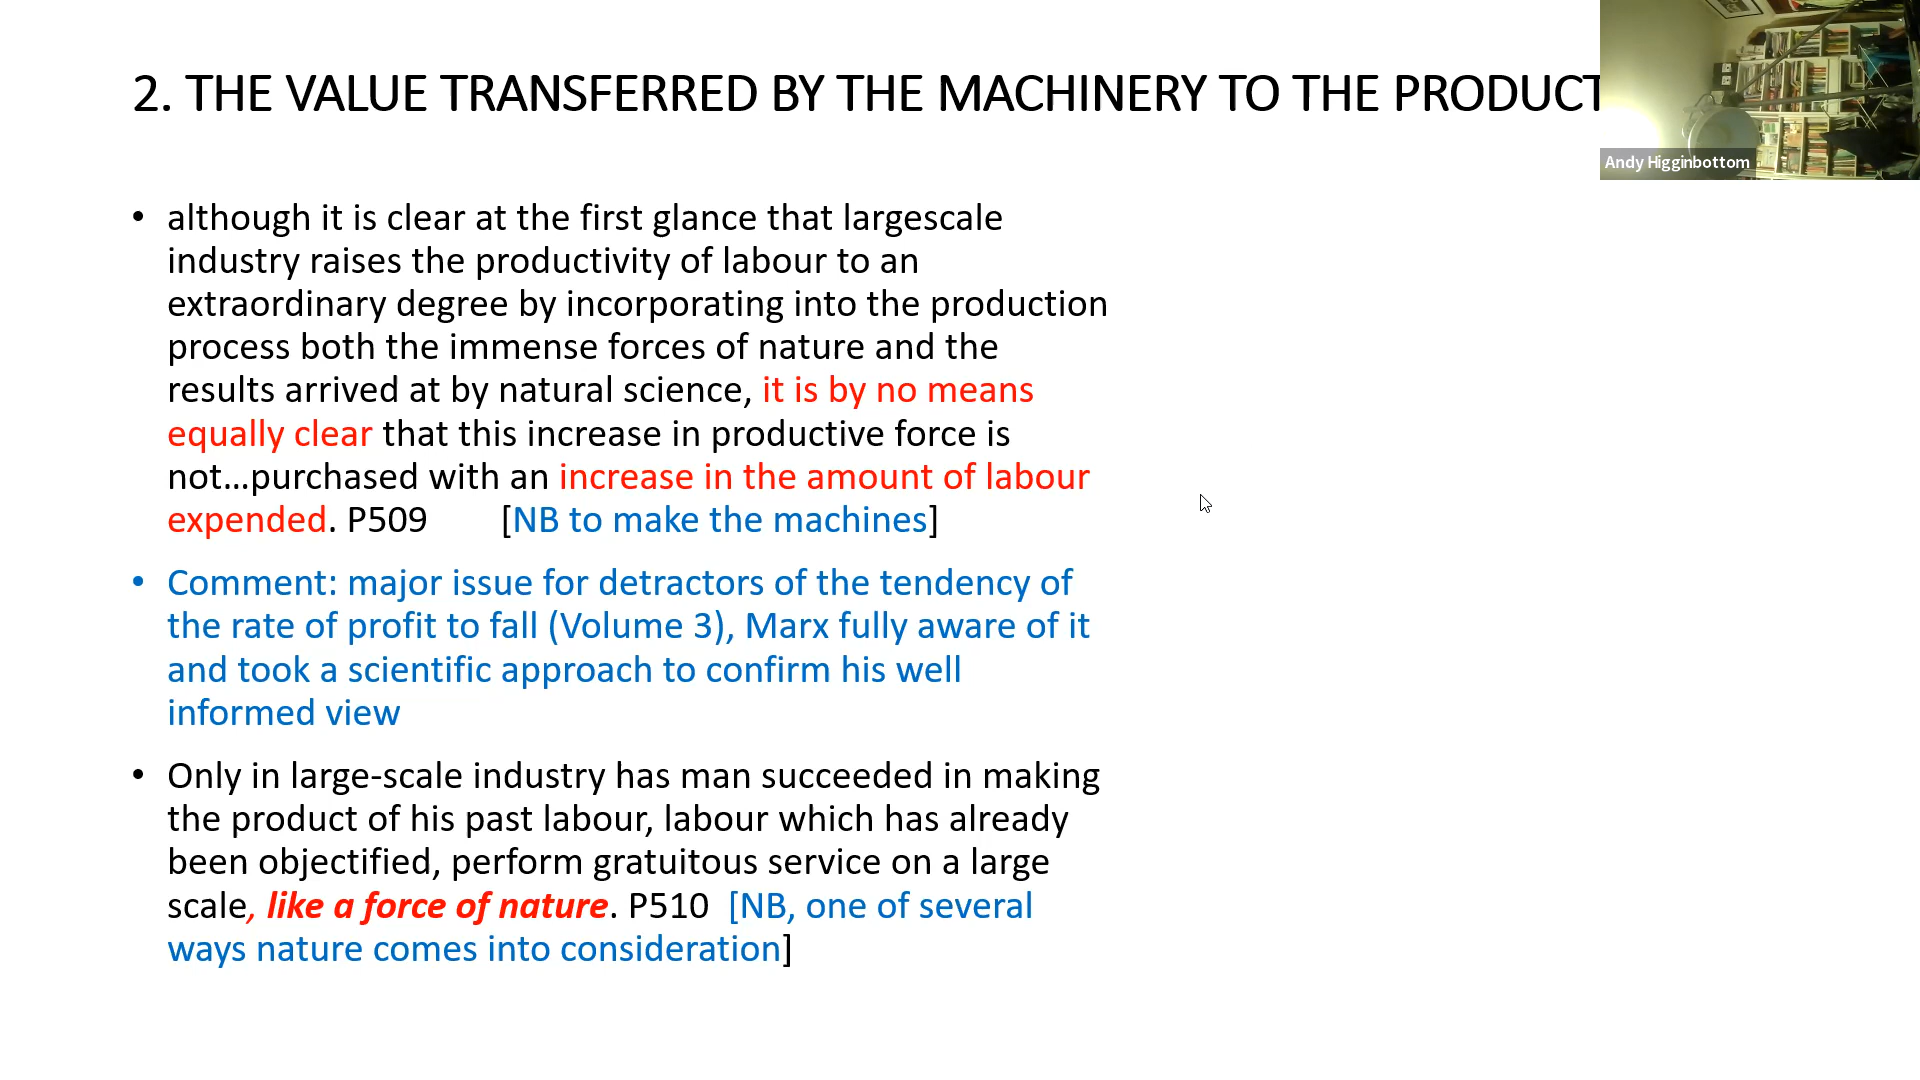 2. THE VALUE TRANSFERRED BY THE MACHINERY TO THE PRODUCT
Andy Higginbottom
• although it is clear at the first glance that largescale
industry raises the productivity of labour to an
extraordinary degree by incorporating into the production
process both the immense forces of nature and the
results arrived at by natural science, it is by no means
equally clear that this increase in productive force is
not…purchased with an increase in the amount of labour
expended. P509 [NB to make the machines]
• Comment: major issue for detractors of the tendency of
the rate of profit to fall (Volume 3), Marx fully aware of it
and took a scientific approach to confirm his well
informed view
• Only in large-scale industry has man succeeded in making
the product of his past labour, labour which has already
been objectified, perform gratuitous service on a large
scale, like a force of nature. P510 [NB, one of several
ways nature comes into consideration]